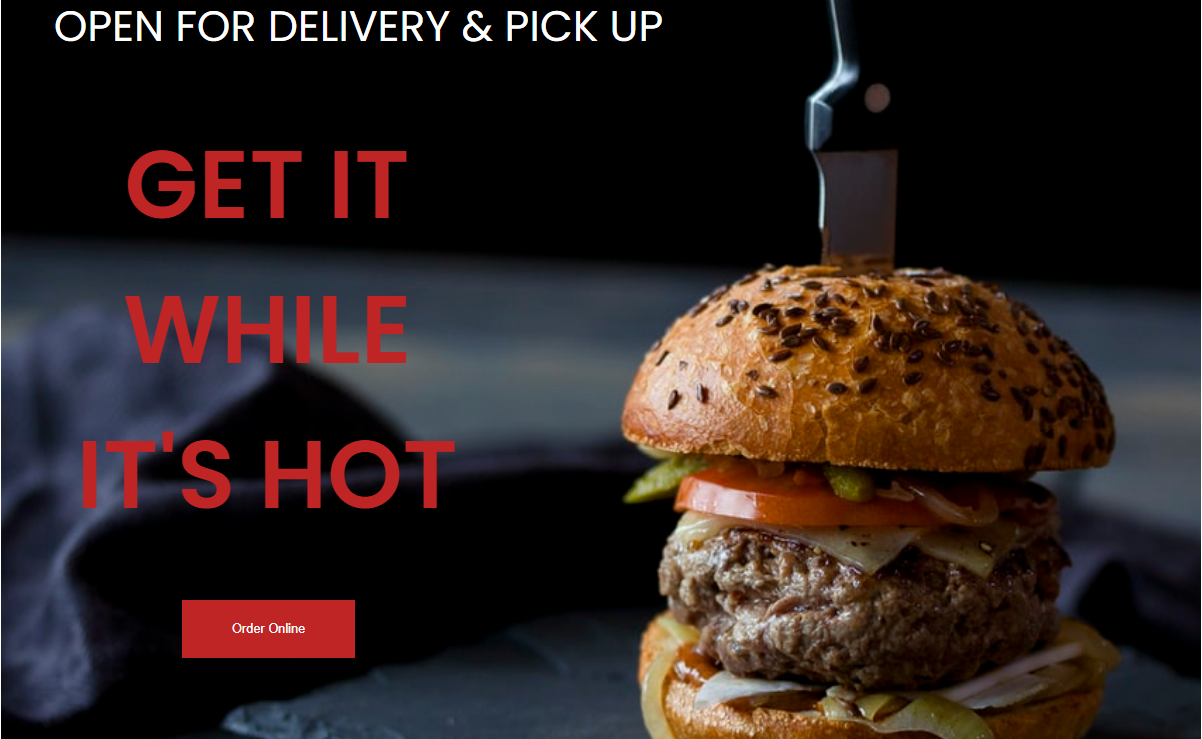 OPEN FOR DELIVERY & PICK UP
GET IT
WHILE
IT'S HOT
Order Online